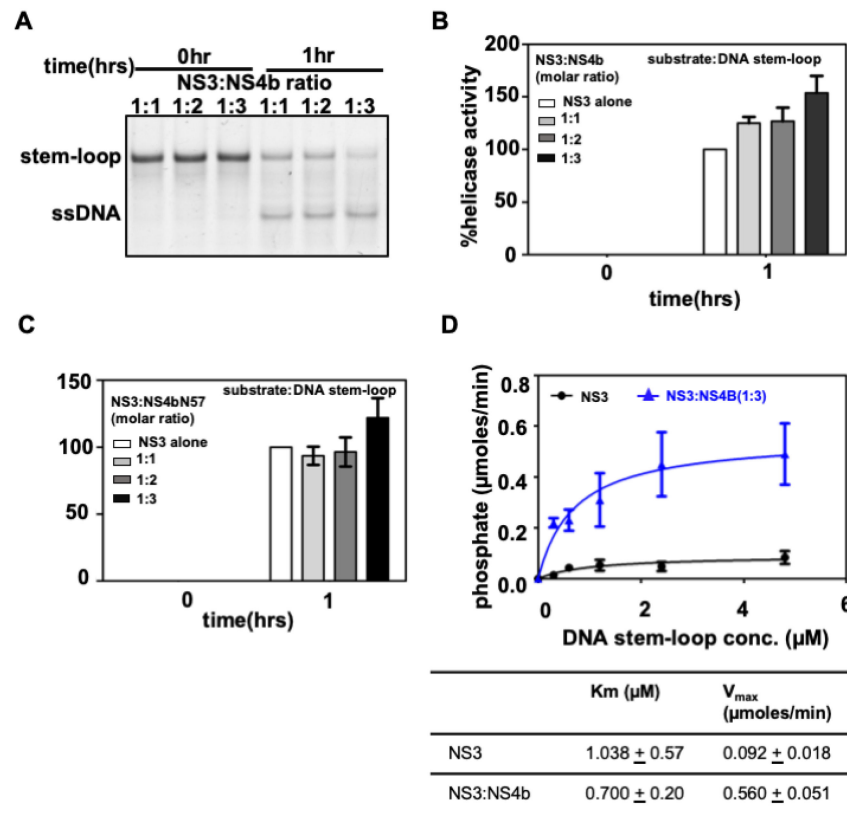 A
time(hrs) 0hr 1hr
NS3:NS4b ratio
1:1 1:2 1:3 1:1 1:2 1:3
stem-loop
ssDNA
B
%helicase activity
200
150
100
50
0
NS3:NS4b
(molar ratio)
NS3 alone
1:1
1:2
1:3
substrate:DNA stem-loop
0 1
time(hrs)
C
150
100
50
0
NS3:NS4bN57
(molar ratio)
NS3 alone
1:1
1:2
1:3
substrate:DNA stem-loop
0 1
time(hrs)
D
phosphate (µmoles/min)
0.8
0.6
0.4
0.2
0.0
NS3 NS3:NS4B(1:3)
0 2 4 6
DNA stem-loop conc. (µM)
Km (µM) Vmax
(µmoles/min)
NS3 1.038 ± 0.57 0.092 ± 0.018
NS3:NS4b 0.700 ± 0.20 0.560 ± 0.051